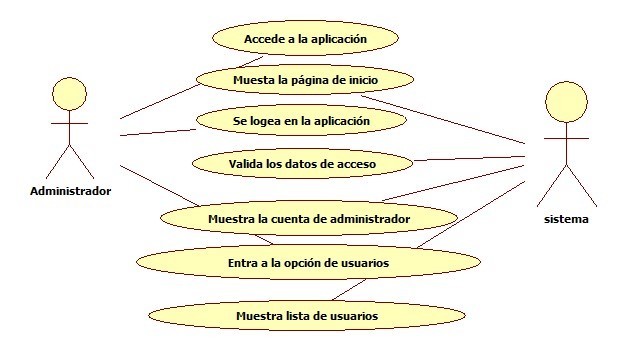 Accede a la aplicación
Muesta la página de inicio
Se logea en la aplicación
Valida los datos de acceso
Administrador
Muestra la cuenta de administrador
sistema
Entra a la opción de usuarios
Muestra lista de usuarios